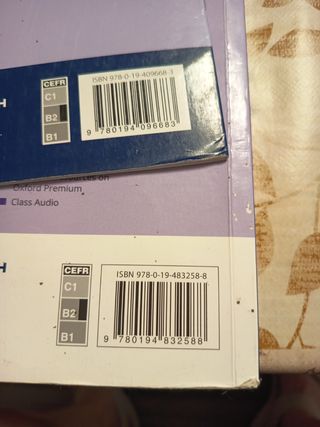 CEFR
C1
B2
B1
ISBN 978-0-19-409668-3
9 780194 096683
H
on
Oxford Premium
Class Audio
H
CEFR
C1
B2
B1
ISBN 978-0-19-483258-8
9 780194 832588